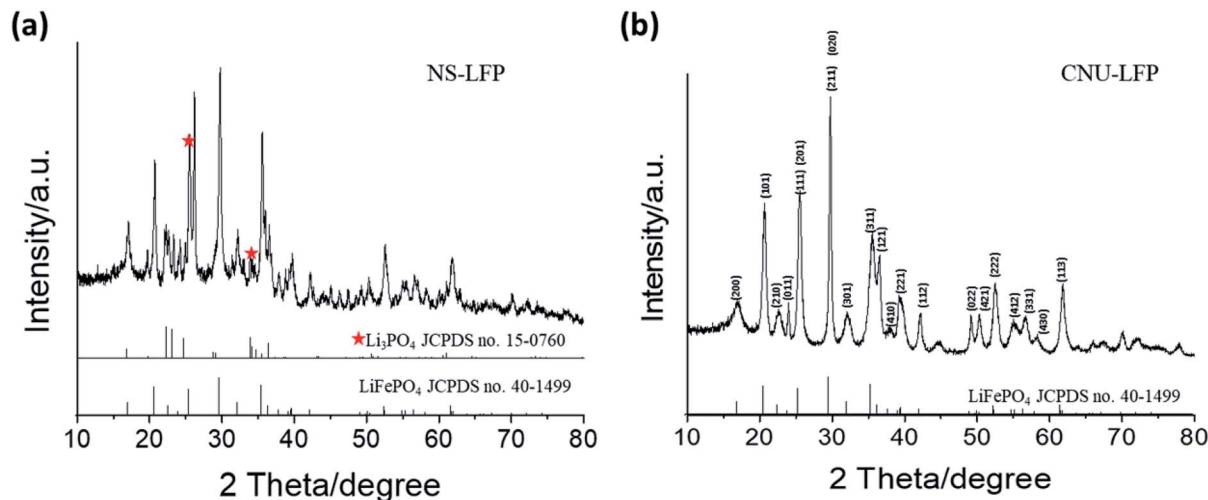 (a)
NS-LFP
Intensity/a.u.
★Li₃PO₄ JCPDS no. 15-0760
LiFePO₄ JCPDS no. 40-1499
10 20 30 40 50 60 70 80
2 Theta/degree
(b)
CNU-LFP
Intensity/a.u.
(200)
(101)
(210)
(011)
(111) (201)
(211) (020)
(301)
(311)
(121)
(410)
(221)
(112)
(022)
(421)
(222)
(412)
(331)
(430)
(113)
LiFePO₄ JCPDS no. 40-1499
10 20 30 40 50 60 70 80
2 Theta/degree